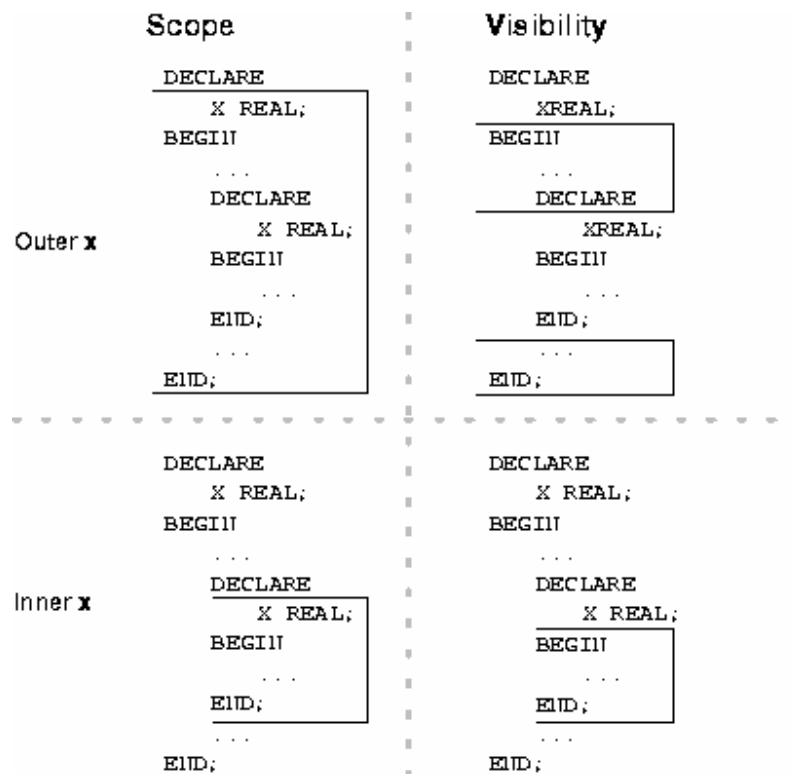 Scope
DECLARE
X REAL;
BEGIN
...
DECLARE
X REAL;
BEGIN
...
END;
...
END;
Visibility
DECLARE
XREAL;
BEGIN
...
DECLARE
XREAL;
BEGIN
...
END;
...
END;
Outer x
DECLARE
X REAL;
BEGIN
...
DECLARE
X REAL;
BEGIN
...
END;
...
END;
DECLARE
X REAL;
BEGIN
...
DECLARE
X REAL;
BEGIN
...
END;
...
END;
Inner x